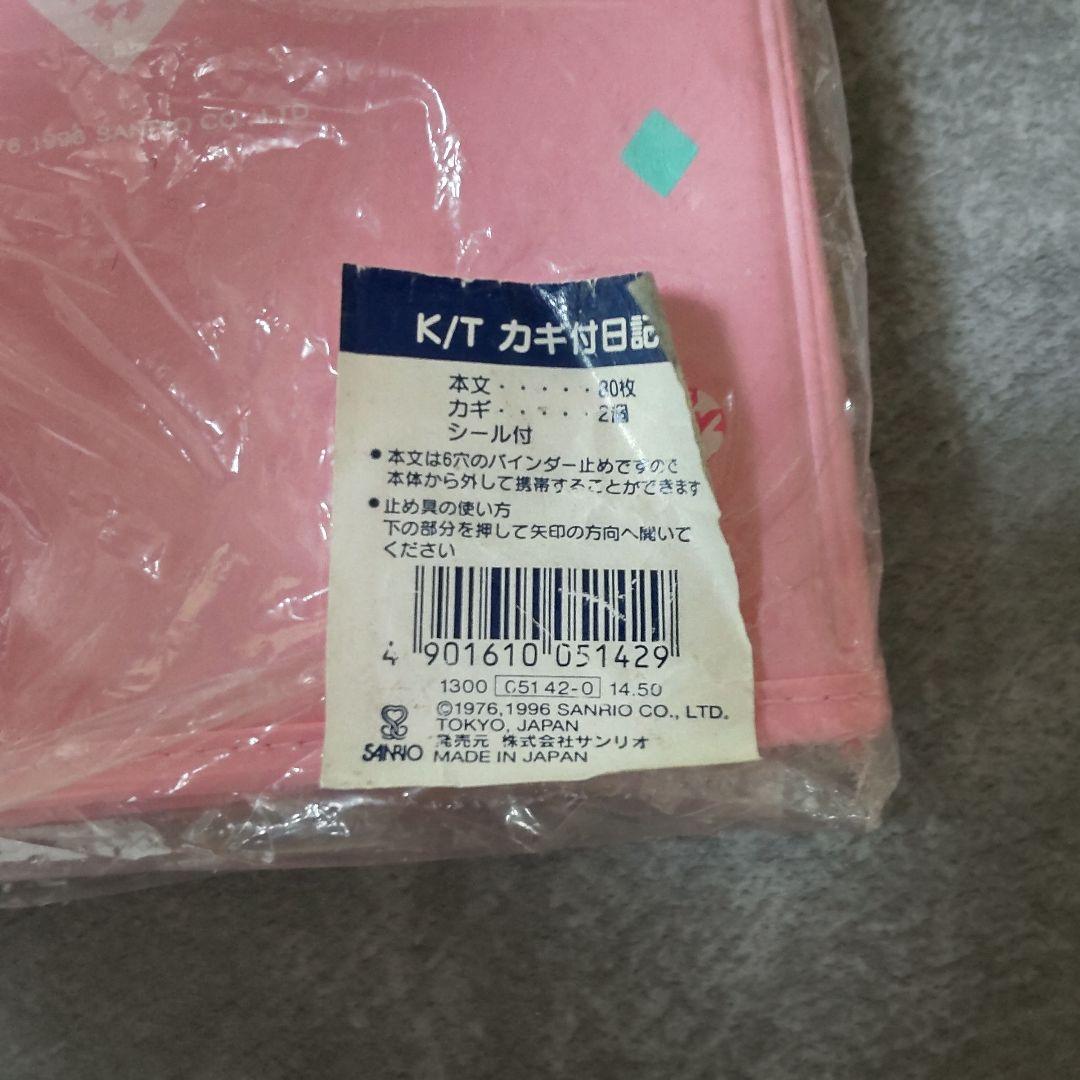 76,1996 SANRIO CO., LTD
K/T カギ付日記
本文・・・・・80枚
カギ・・・・・2個
シール付
●本文は6穴のバインダー止めですので
本体から外して携帯することができます
●止め具の使い方
下の部分を押して矢印の方向へ開いて
ください
4 901610 051429
1300 05142-0 14.50
©1976,1996 SANRIO CO., LTD.
TOKYO, JAPAN
発売元 株式会社サンリオ
SANRIO MADE IN JAPAN